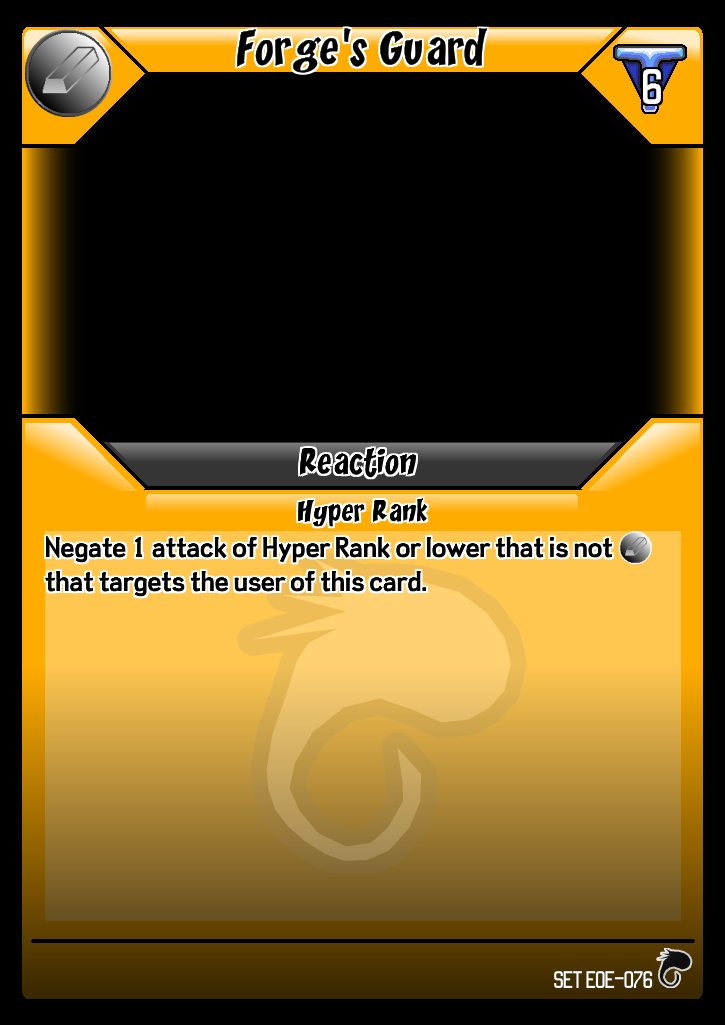 Forge's Guard
6
Reaction
Hyper Rank
Negate 1 attack of Hyper Rank or lower that is not
that targets the user of this card.
SET EOE-076